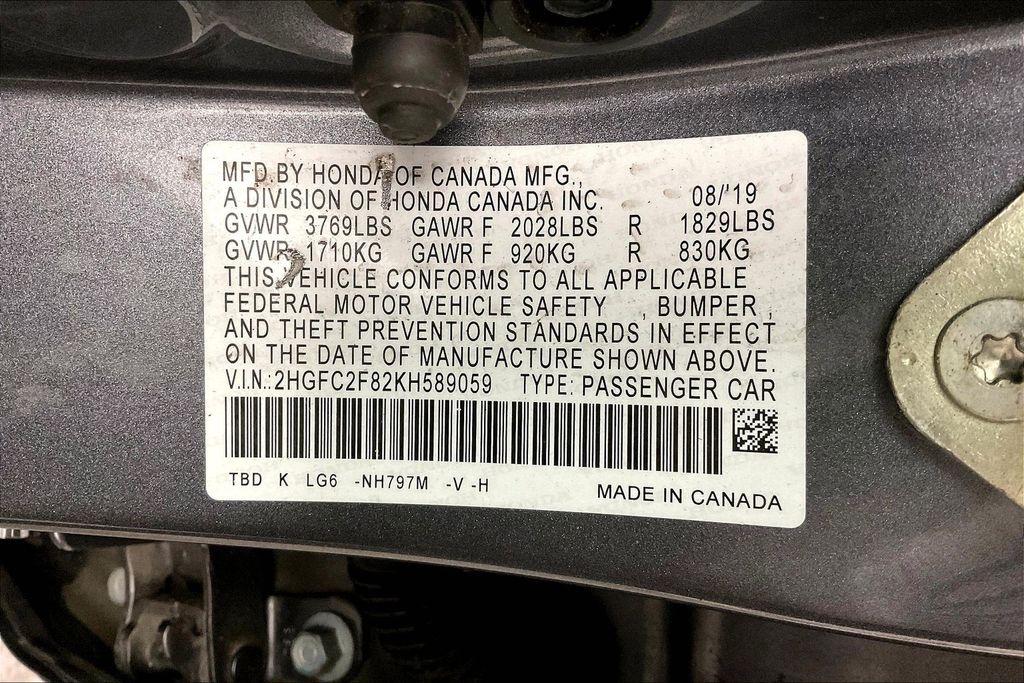 MFD.BY HONDA OF CANADA MFG.,
A DIVISION OF HONDA CANADA INC. 08/'19
GVWR 3769LBS GAWR F 2028LBS R 1829LBS
GVWR 1710KG GAWR F 920KG R 830KG
THIS VEHICLE CONFORMS TO ALL APPLICABLE
FEDERAL MOTOR VEHICLE SAFETY , BUMPER ,
AND THEFT PREVENTION STANDARDS IN EFFECT
ON THE DATE OF MANUFACTURE SHOWN ABOVE.
V.I.N.:2HGFC2F82KH589059 TYPE: PASSENGER CAR
TBD K LG6 -NH797M -V -H
MADE IN CANADA